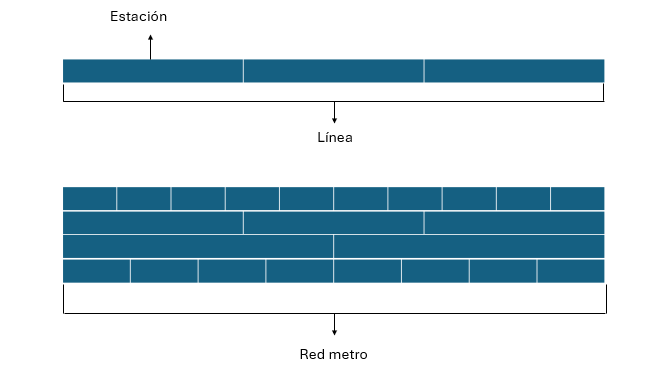 Estación
Línea
Red metro